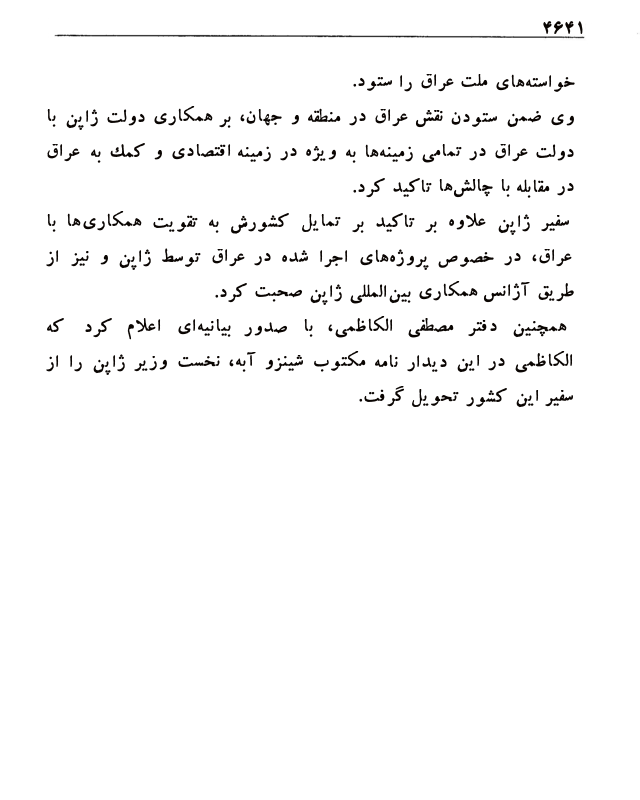 ۴۶۴۱
خواسته‌های ملت عراق را ستود.
وی ضمن ستودن نقش عراق در منطقه و جهان، بر همکاری دولت ژاپن با
دولت عراق در تمامی زمینه‌ها به ویژه در زمینه اقتصادی و کمك به عراق
در مقابله با چالش‌ها تاکید کرد.
سفیر ژاپن علاوه بر تاکید بر تمایل کشورش به تقویت همکاری‌ها با
عراق، در خصوص پروژه‌های اجرا شده در عراق توسط ژاپن و نیز از
طریق آژانس همکاری بین‌المللی ژاپن صحبت کرد.
همچنین دفتر مصطفی الکاظمی، با صدور بیانیه‌ای اعلام کرد که
الکاظمی در این دیدار نامه مکتوب شینزو آبه، نخست وزیر ژاپن را از
سفیر این کشور تحویل گرفت.